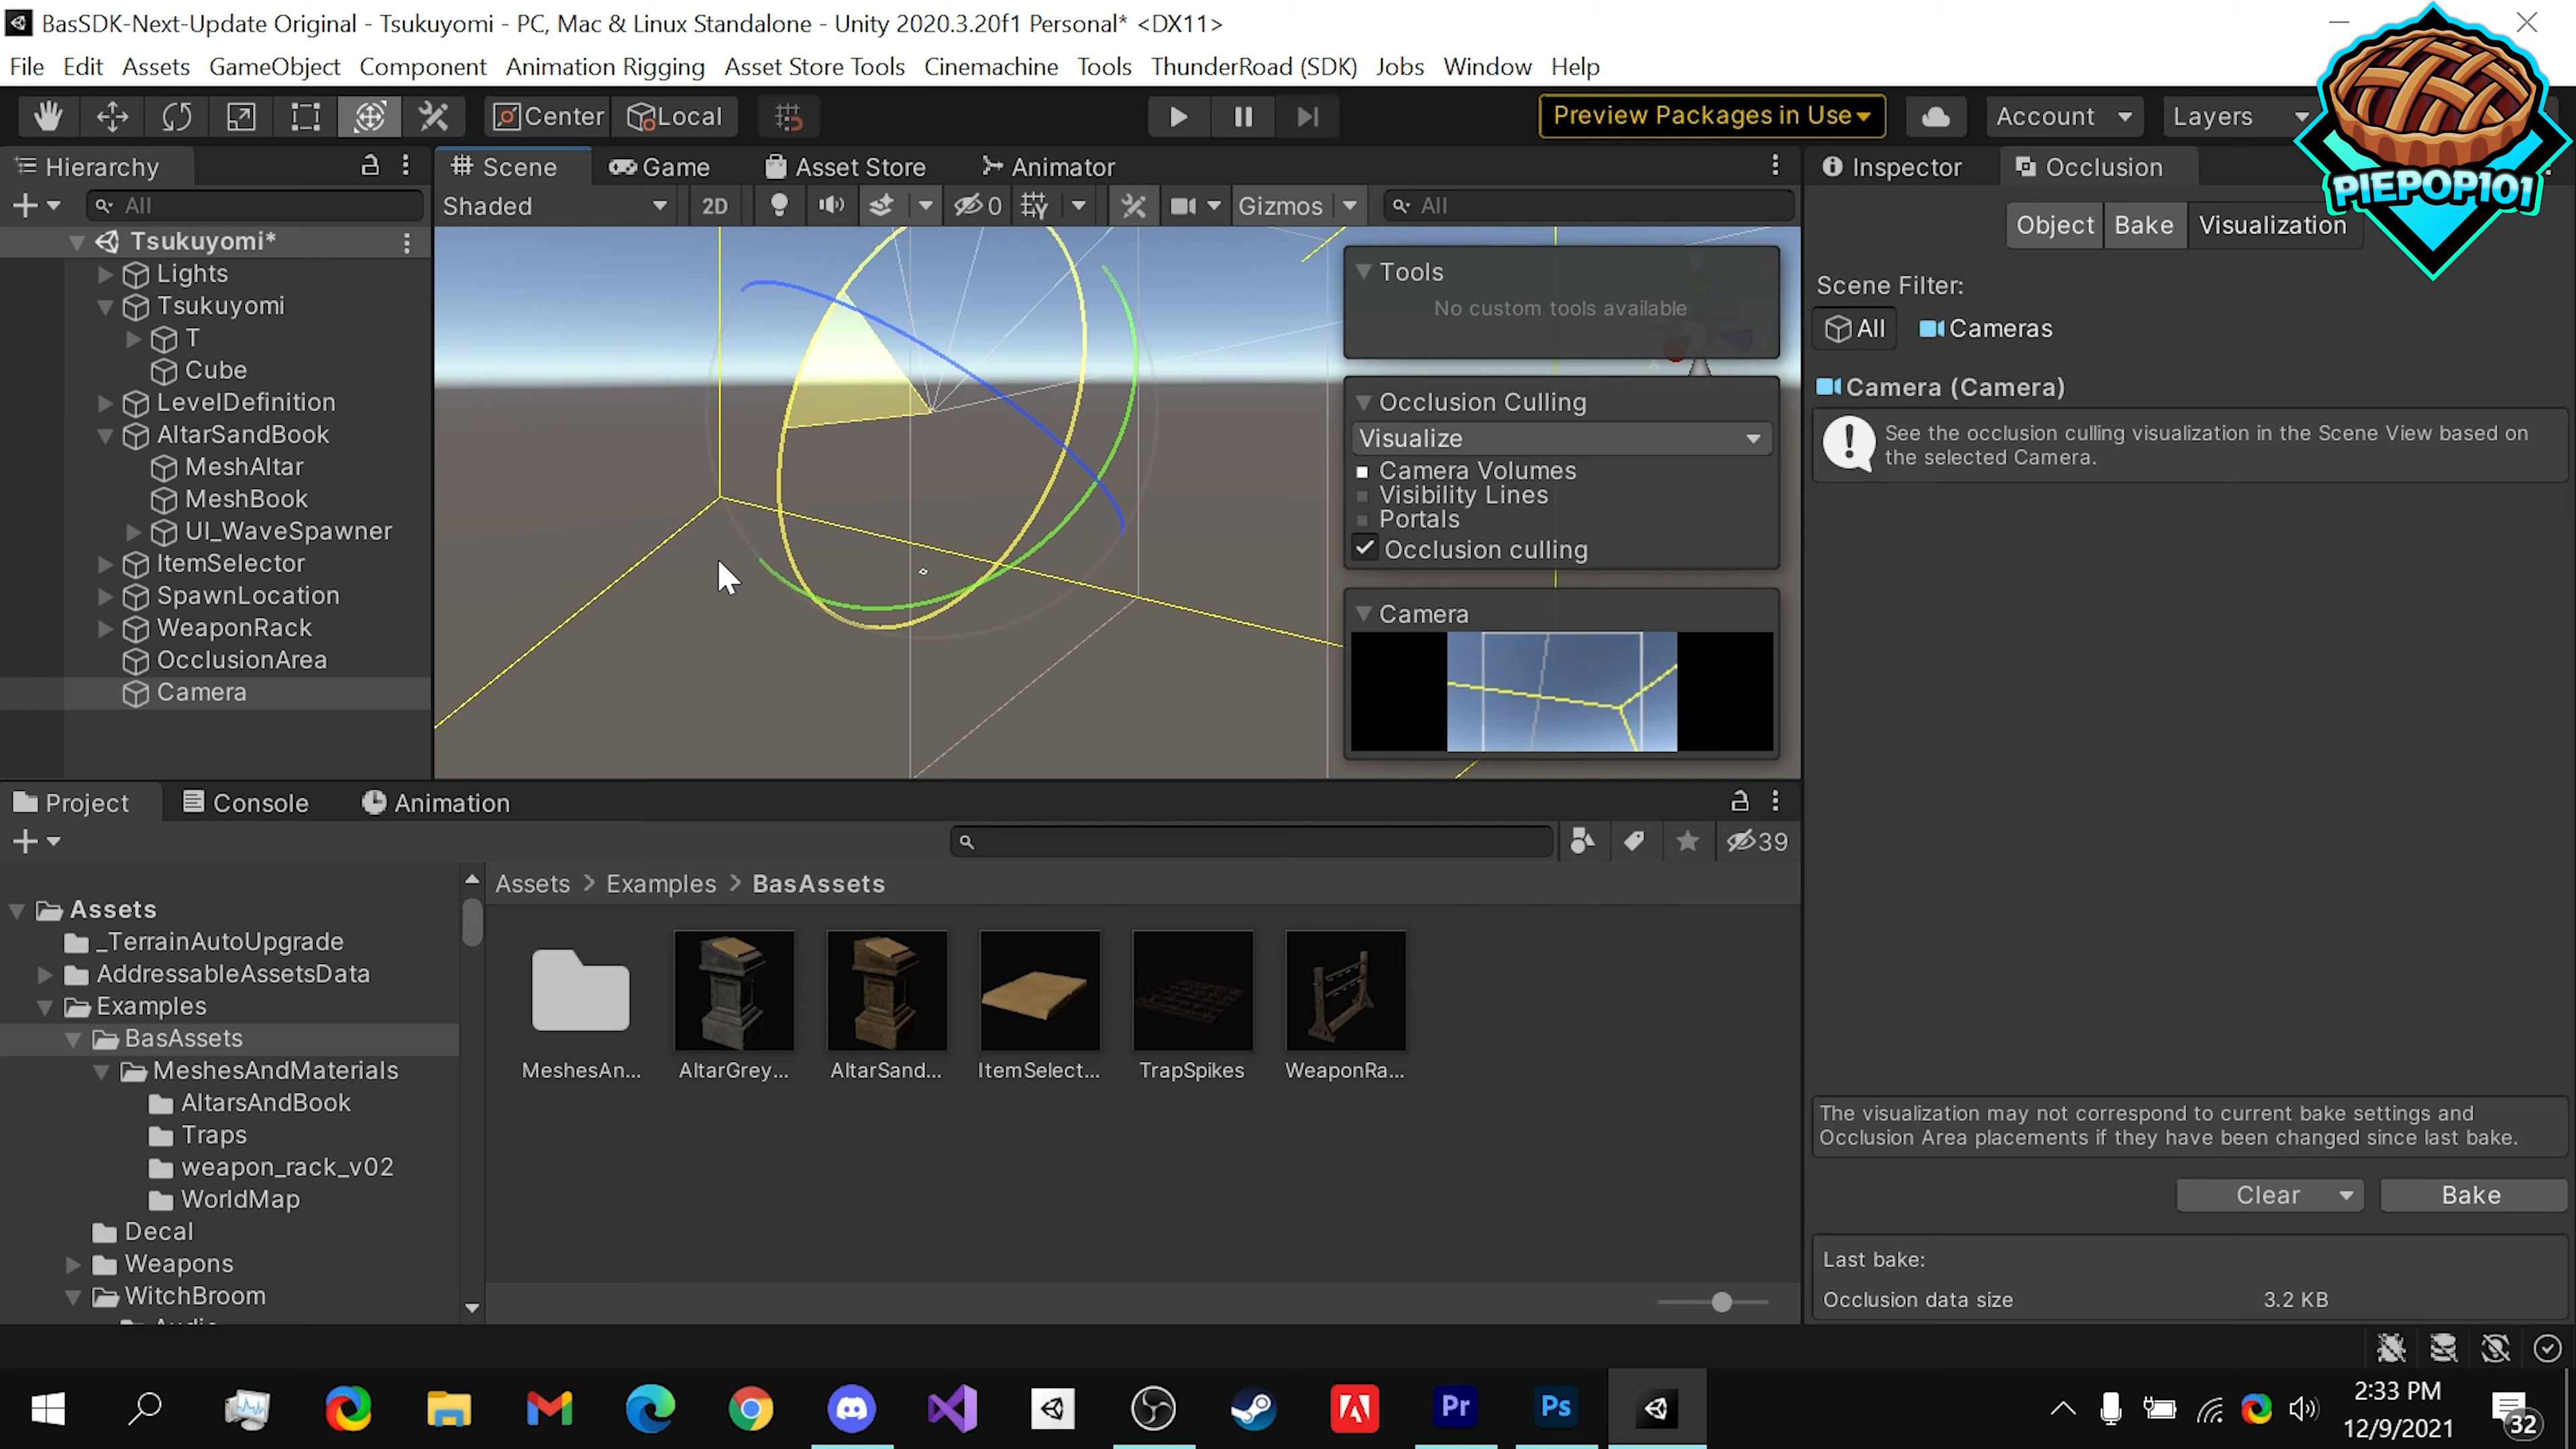 BasSDK-Next-Update Original - Tsukuyomi - PC, Mac & Linux Standalone - Unity 2020.3.20f1 Personal* <DX11>
File Edit Assets GameObject Component Animation Rigging Asset Store Tools Cinemachine Tools ThunderRoad (SDK) Jobs Window Help
PIEPOP101
Center Local Preview Packages in Use Account Layers
Hierarchy
All
Tsukuyomi*
Lights
Tsukuyomi
T
Cube
LevelDefinition
AltarSandBook
MeshAltar
MeshBook
UI_WaveSpawner
ItemSelector
SpawnLocation
WeaponRack
OcclusionArea
Camera
Scene Game Asset Store Animator
Shaded 2D 0 Gizmos All
Tools
No custom tools available
Occlusion Culling
Visualize
Camera Volumes
Visibility Lines
Portals
Occlusion culling
Camera
Inspector Occlusion
Object Bake Visualization
Scene Filter:
All Cameras
Camera (Camera)
See the occlusion culling visualization in the Scene View based on
the selected Camera.
The visualization may not correspond to current bake settings and
Occlusion Area placements if they have been changed since last bake.
Clear Bake
Last bake:
Occlusion data size 3.2 KB
Project Console Animation
39
Assets
_TerrainAutoUpgrade
AddressableAssetsData
Examples
BasAssets
MeshesAndMaterials
AltarsAndBook
Traps
weapon_rack_v02
WorldMap
Decal
Weapons
WitchBroom
Audio
Assets > Examples > BasAssets
MeshesAn... AltarGrey... AltarSand... ItemSelect... TrapSpikes WeaponRa...
Pr Ps
2:33 PM
12/9/2021
32